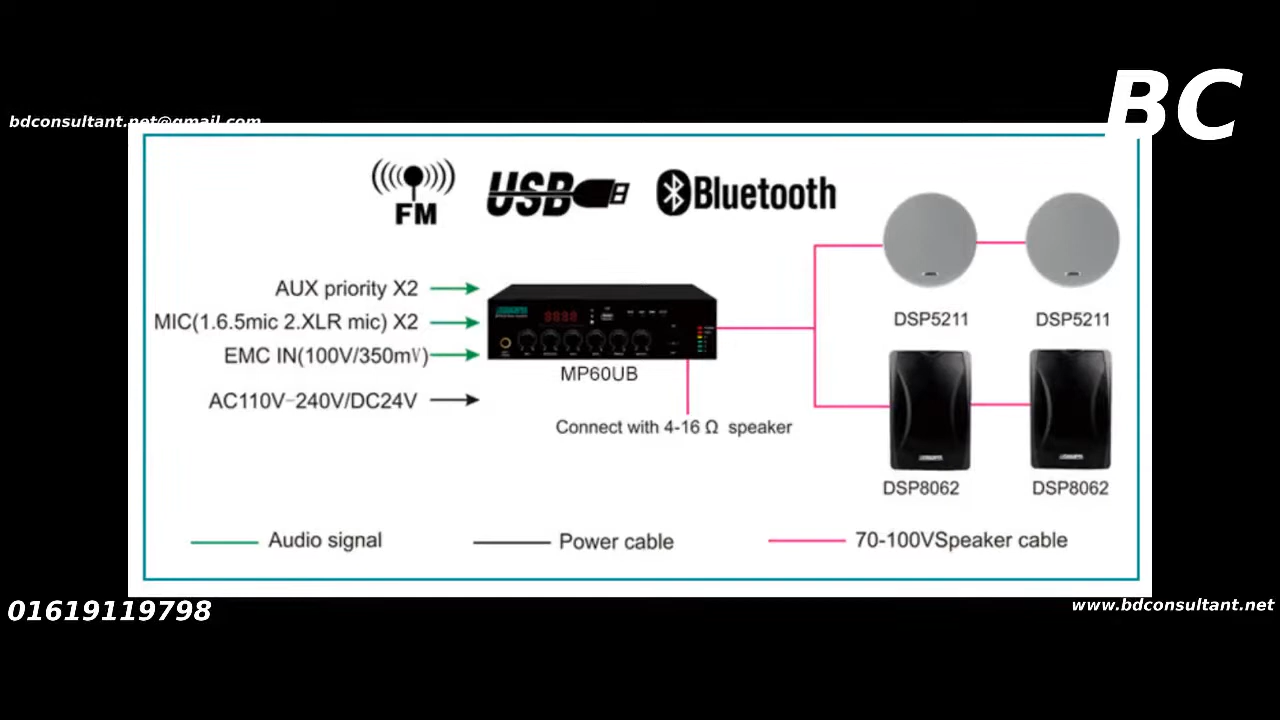 BC
bdconsultant.net@gmail.com
FM
USB
Bluetooth
AUX priority X2
MIC(1.6.5mic 2.XLR mic) X2
EMC IN(100V/350mV)
AC110V-240V/DC24V
MP60UB
Connect with 4-16 Ω speaker
DSP5211
DSP5211
DSP8062
DSP8062
Audio signal
Power cable
70-100VSpeaker cable
01619119798
www.bdconsultant.net